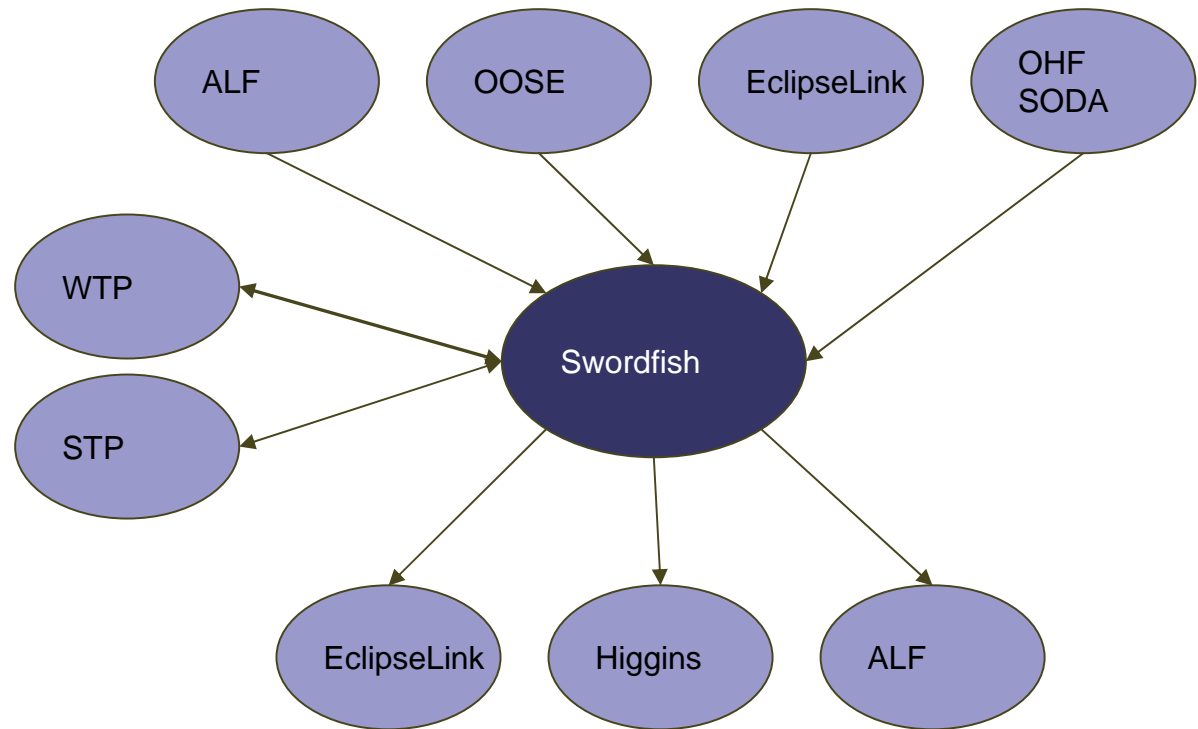 ALF
OOSE
EclipseLink
OHF
SODA
WTP
Swordfish
STP
EclipseLink
Higgins
ALF